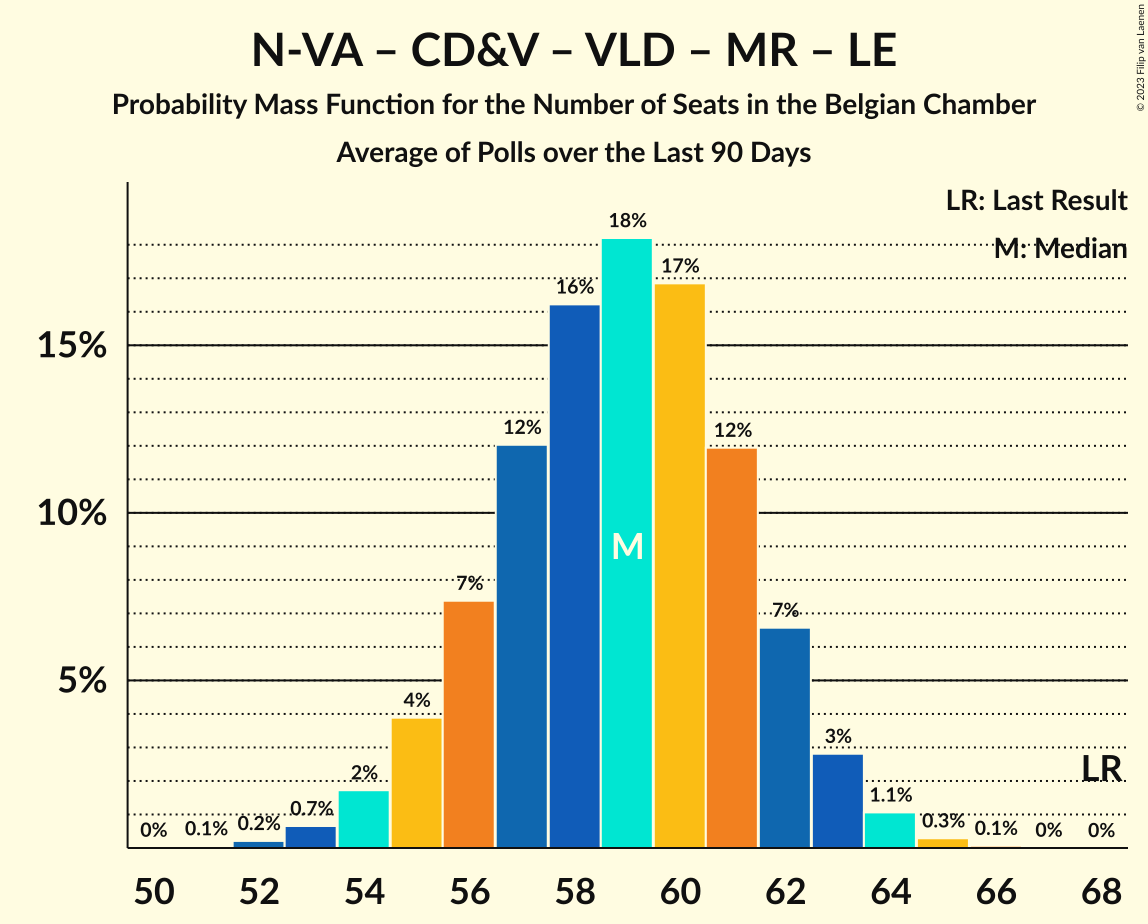 N-VA – CD&V – VLD – MR – LE
Probability Mass Function for the Number of Seats in the Belgian Chamber
Average of Polls over the Last 90 Days
© 2023 Filip van Laenen
LR: Last Result
M: Median
18%
17%
16%
15%
12%
12%
10%
M
7%
7%
5%
4%
3%
LR
2%
1.1%
0.7%
0.3%
0% 0.1% 0.2% 0.1% 0% 0%
50 52 54 56 58 60 62 64 66 68